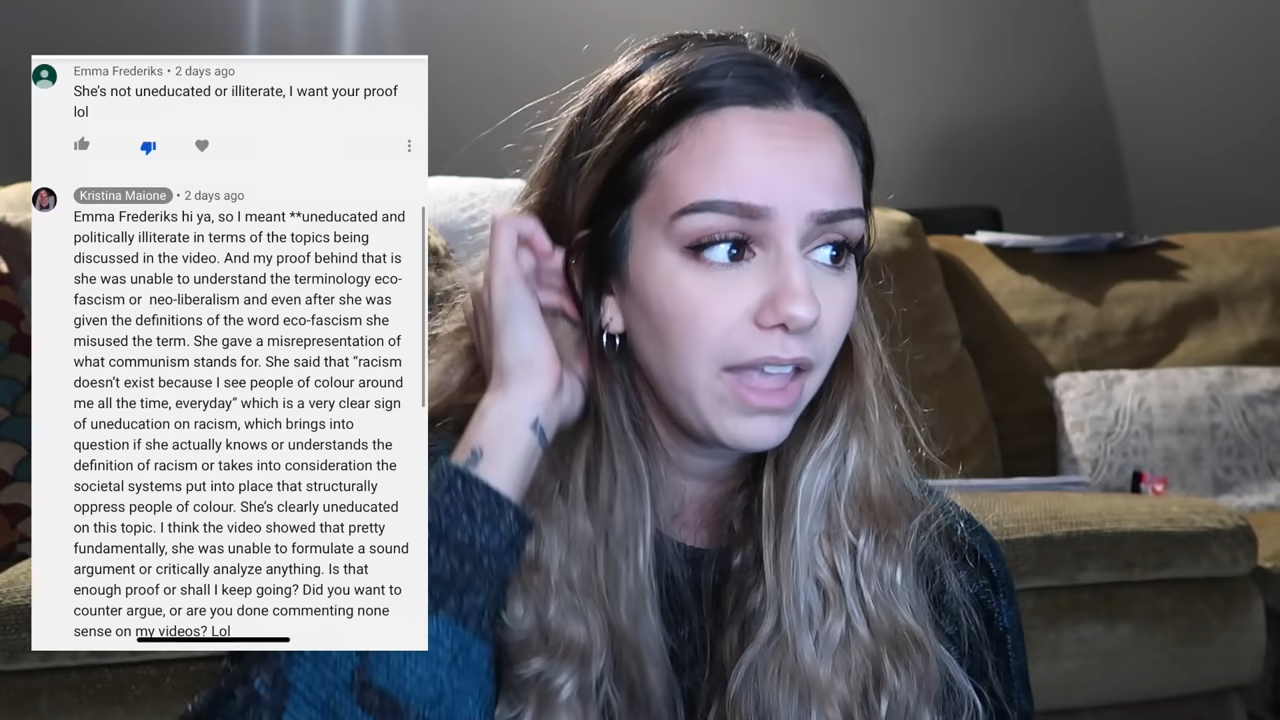 Emma Frederiks • 2 days ago
She's not uneducated or illiterate, I want your proof
lol
Kristina Maione • 2 days ago
Emma Frederiks hi ya, so I meant **uneducated and
politically illiterate in terms of the topics being
discussed in the video. And my proof behind that is
she was unable to understand the terminology eco-
fascism or  neo-liberalism and even after she was
given the definitions of the word eco-fascism she
misused the term. She gave a misrepresentation of
what communism stands for. She said that “racism
doesn't exist because I see people of colour around
me all the time, everyday” which is a very clear sign
of uneducation on racism, which brings into
question if she actually knows or understands the
definition of racism or takes into consideration the
societal systems put into place that structurally
oppress people of colour. She's clearly uneducated
on this topic. I think the video showed that pretty
fundamentally, she was unable to formulate a sound
argument or critically analyze anything. Is that
enough proof or shall I keep going? Did you want to
counter argue, or are you done commenting none
sense on my videos? Lol